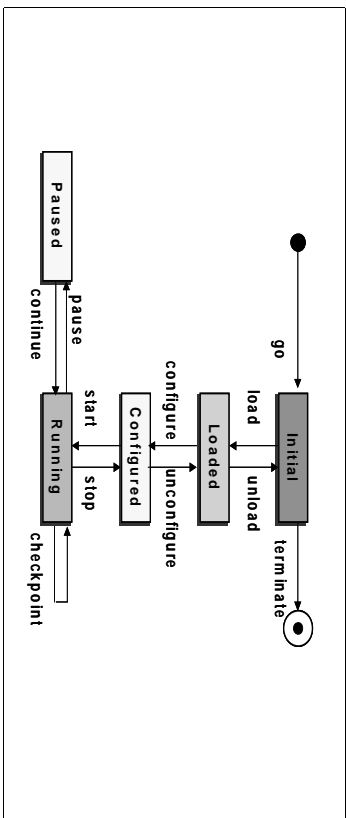 go
Initial
terminate
load
unload
Loaded
configure
unconfigure
Configured
start
stop
Running
checkpoint
pause
continue
Paused